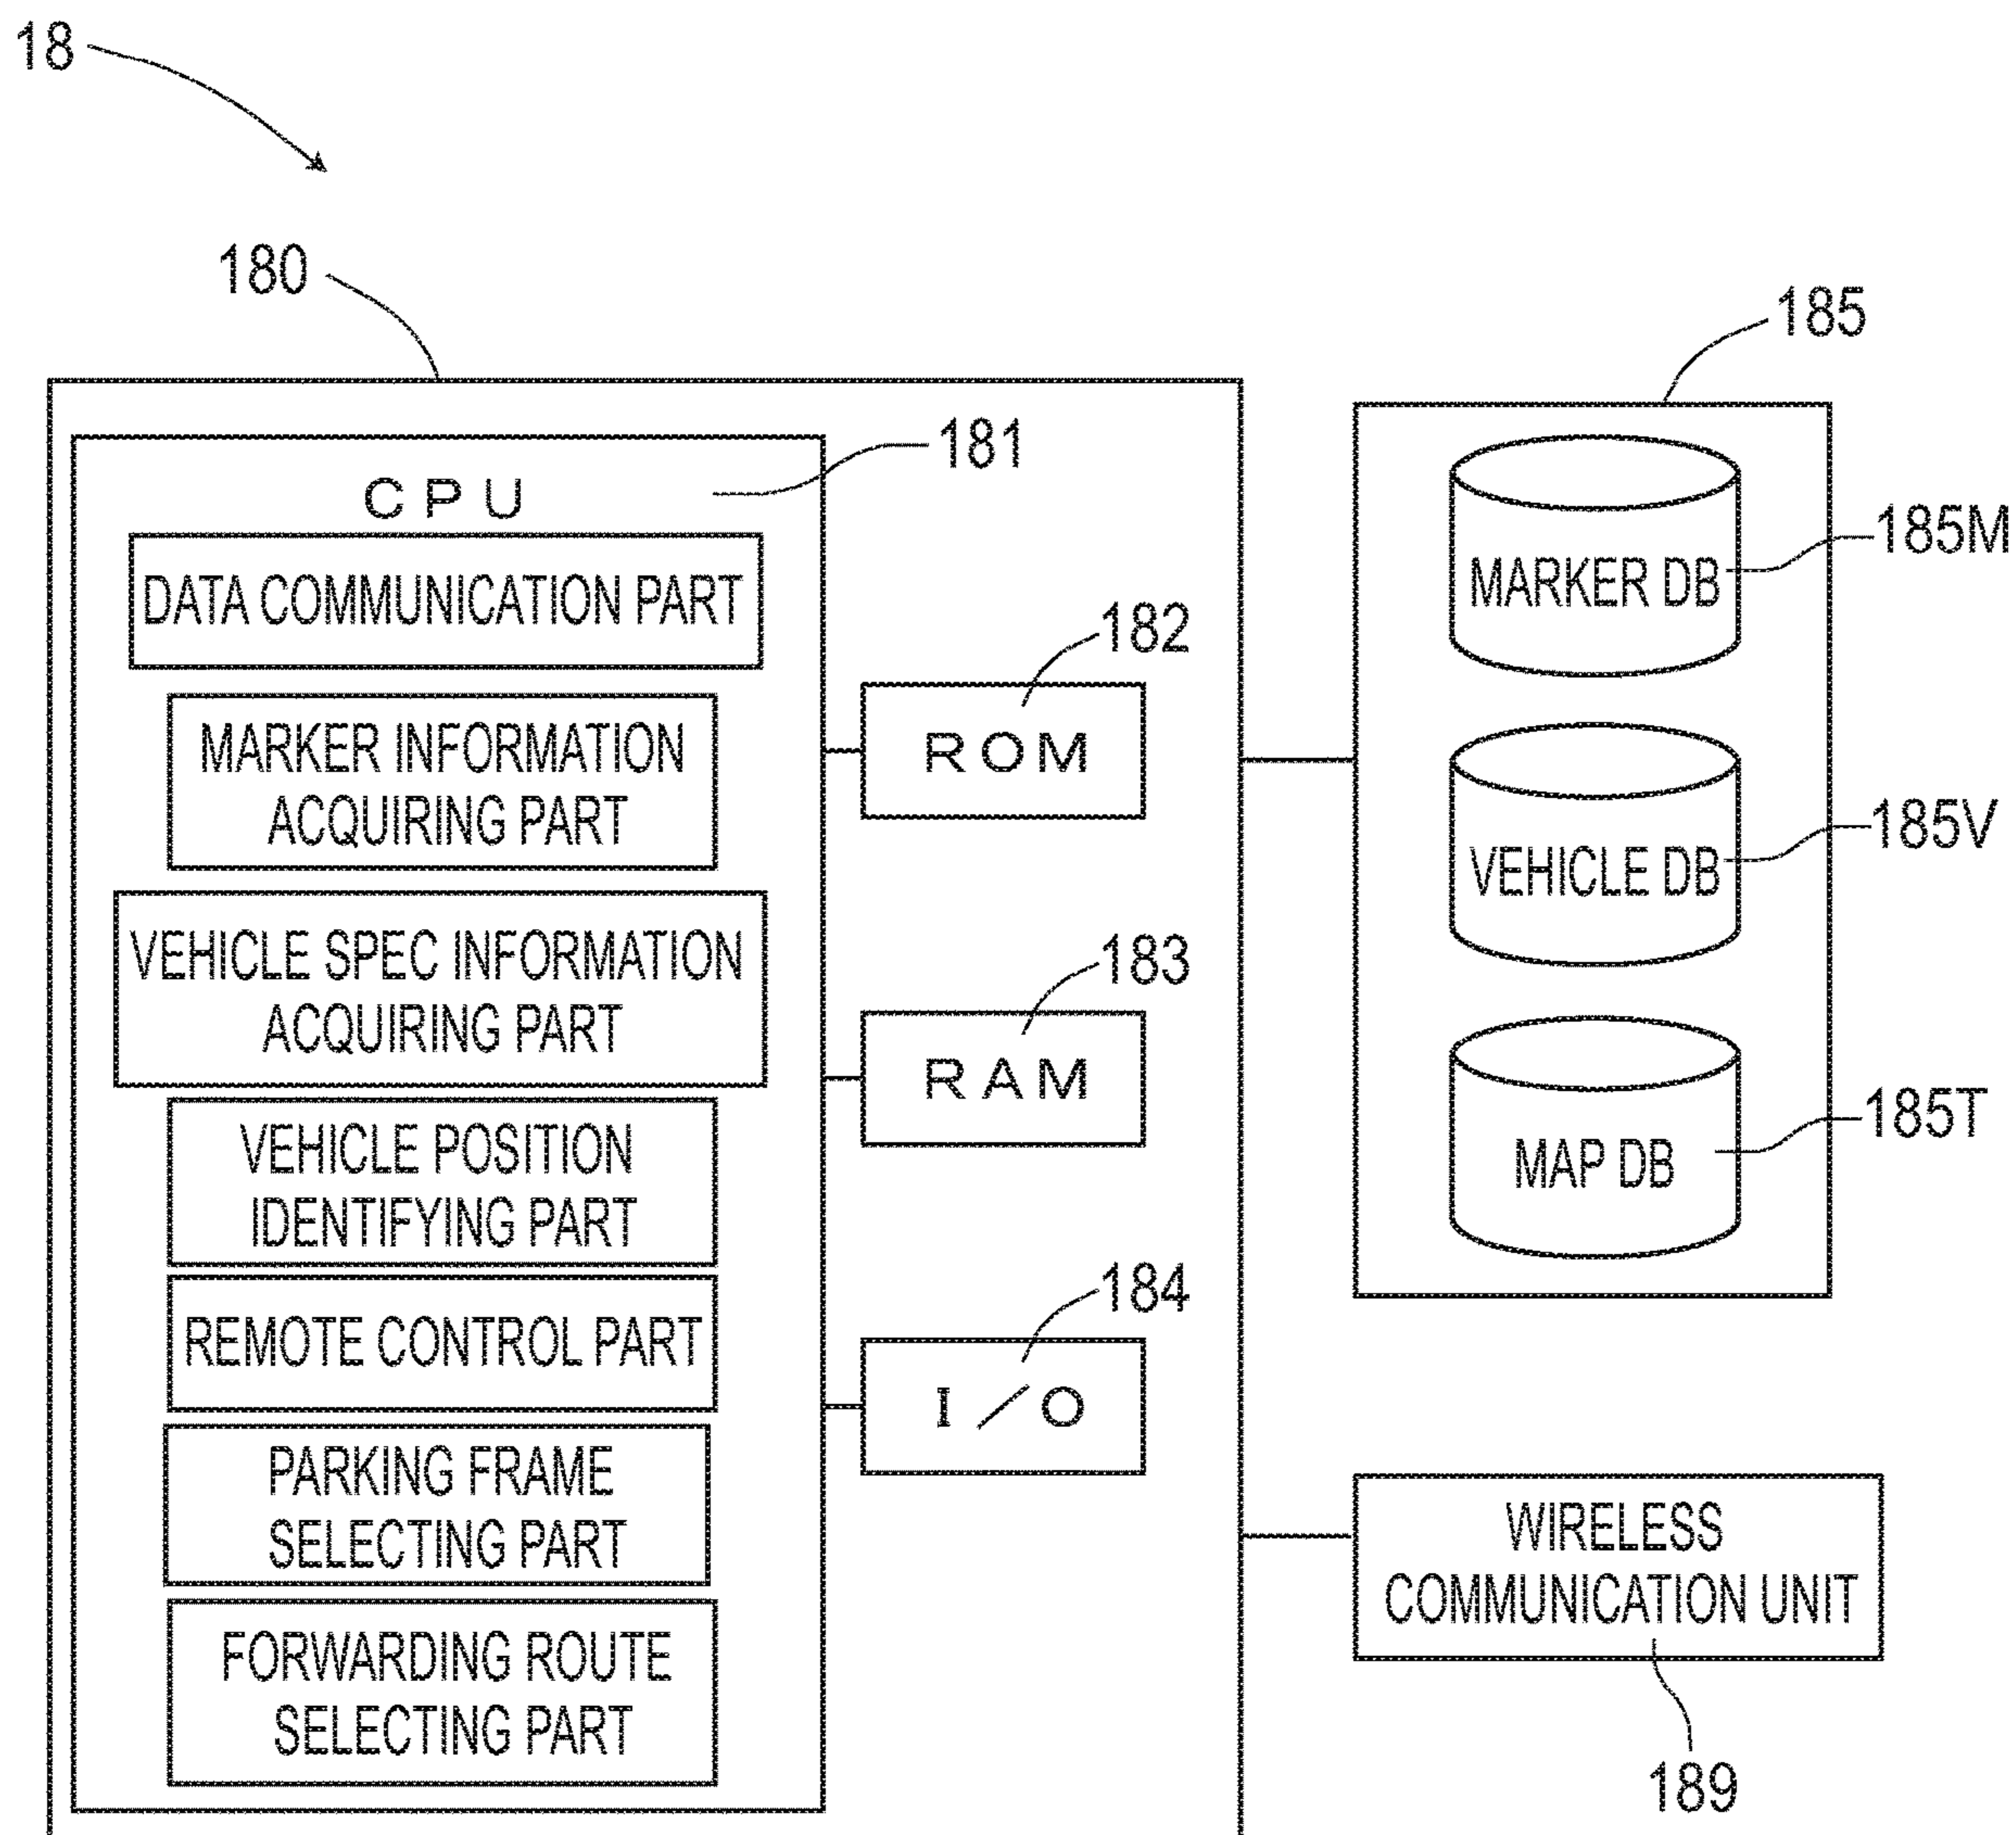 18
180
185
181
CPU
DATA COMMUNICATION PART
MARKER INFORMATION
ACQUIRING PART
VEHICLE SPEC INFORMATION
ACQUIRING PART
VEHICLE POSITION
IDENTIFYING PART
REMOTE CONTROL PART
PARKING FRAME
SELECTING PART
FORWARDING ROUTE
SELECTING PART
182
ROM
183
RAM
184
I/O
MARKER DB
185M
VEHICLE DB
185V
MAP DB
185T
WIRELESS
COMMUNICATION UNIT
189